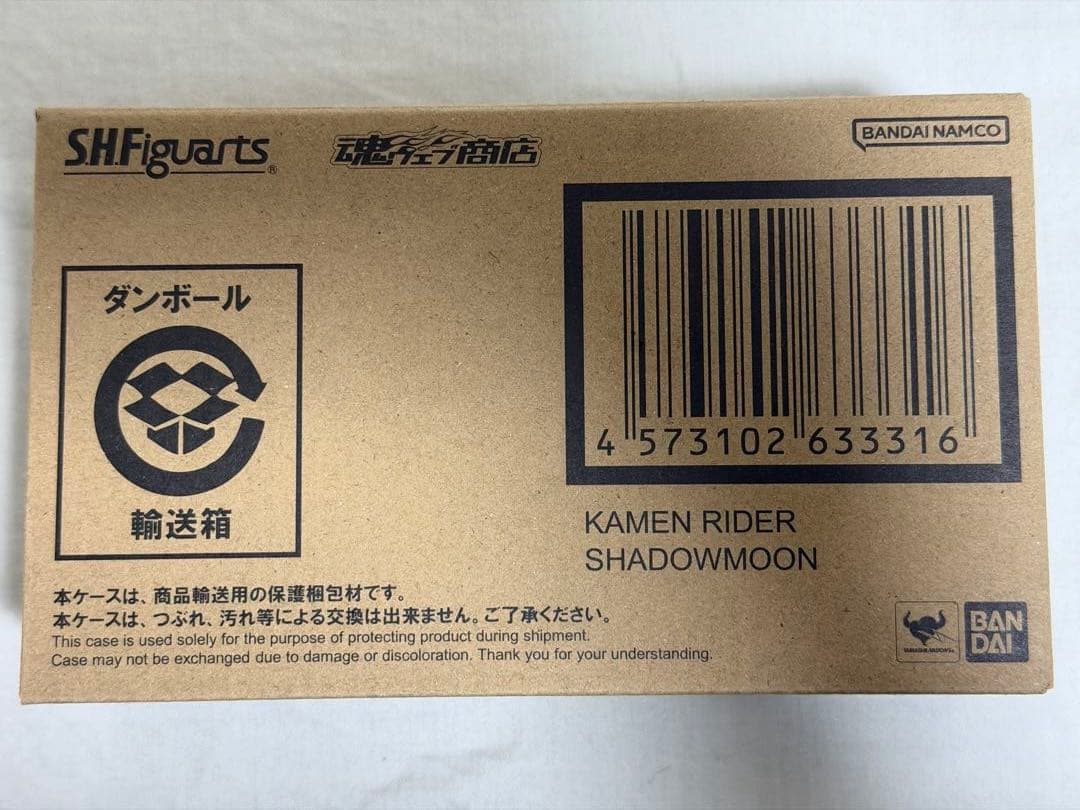 S.H.Figuarts®
魂ウェブ商店
BANDAI NAMCO
ダンボール
輸送箱
4 573102 633316
KAMEN RIDER
SHADOWMOON
本ケースは、商品輸送用の保護梱包材です。
本ケースは、つぶれ、汚れ等による交換は出来ません。ご了承ください。
This case is used solely for the purpose of protecting product during shipment.
Case may not be exchanged due to damage or discoloration. Thank you for your understanding.
TAMASHII NATIONS
BAN
DAI